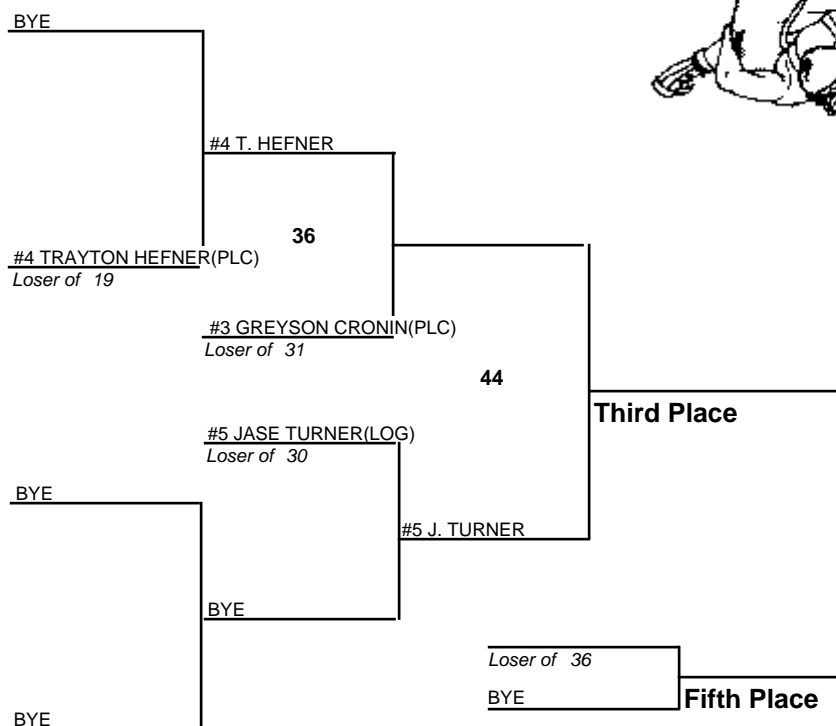 BYE
#4 T. HEFNER
36
#4 TRAYTON HEFNER(PLC)
Loser of 19
#3 GREYSON CRONIN(PLC)
Loser of 31
44
Third Place
#5 JASE TURNER(LOG)
Loser of 30
BYE
#5 J. TURNER
BYE
Loser of 36
BYE
Fifth Place
BYE